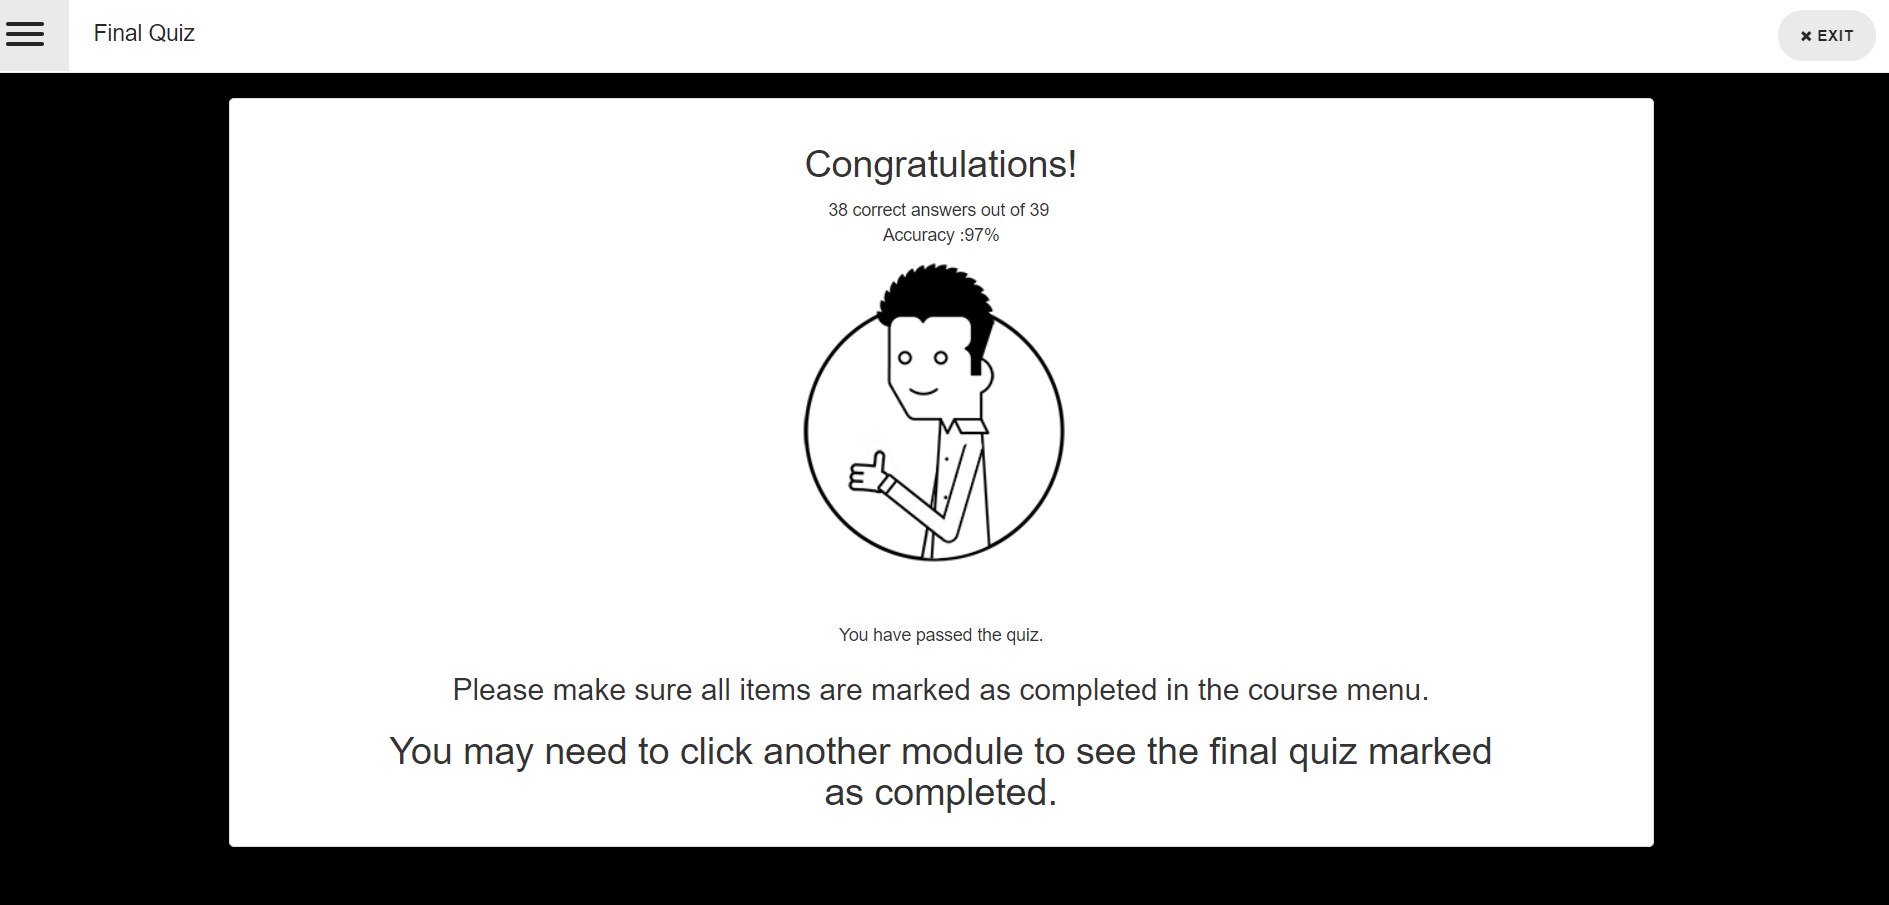 Final Quiz
✖ EXIT
Congratulations!
38 correct answers out of 39
Accuracy :97%
You have passed the quiz.
Please make sure all items are marked as completed in the course menu.
You may need to click another module to see the final quiz marked
as completed.